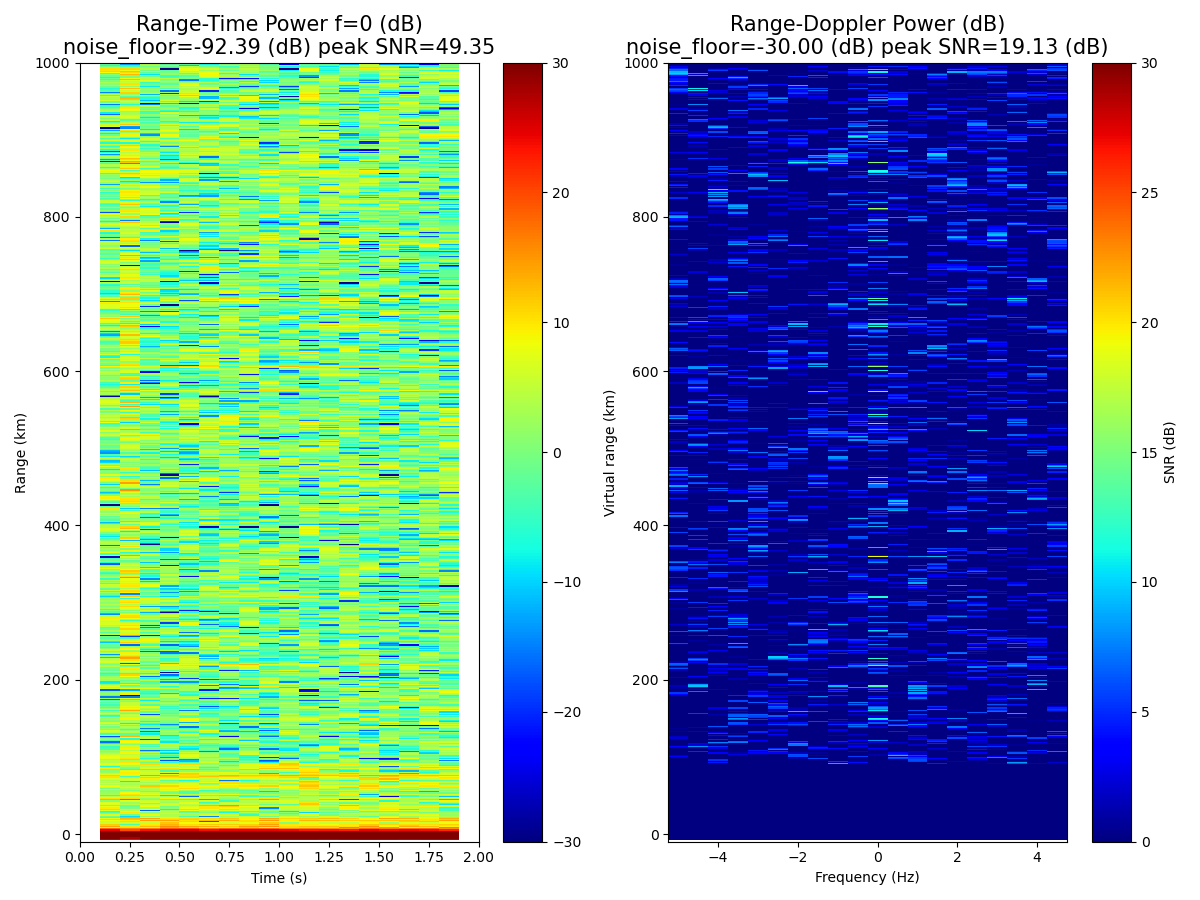 Range-Time Power f=0 (dB)
noise_floor=-92.39 (dB) peak SNR=49.35
Range (km)
1000
800
600
400
200
0
0.00 0.25 0.50 0.75 1.00 1.25 1.50 1.75 2.00
Time (s)
30
20
10
0
−10
−20
−30
Range-Doppler Power (dB)
noise_floor=-30.00 (dB) peak SNR=19.13 (dB)
Virtual range (km)
1000
800
600
400
200
0
−4 −2 0 2 4
Frequency (Hz)
30
25
20
15
10
5
0
SNR (dB)